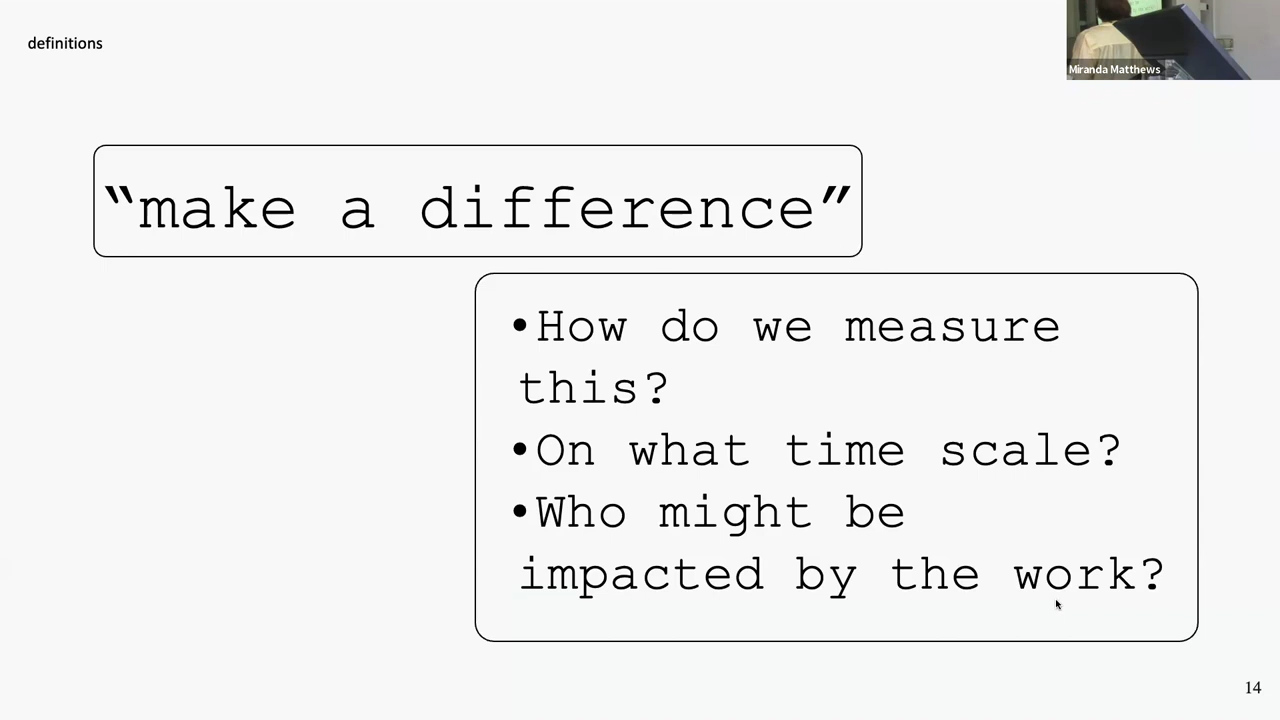 definitions
Miranda Matthews
“make a difference”
•How do we measure
this?
•On what time scale?
•Who might be
impacted by the work?
14